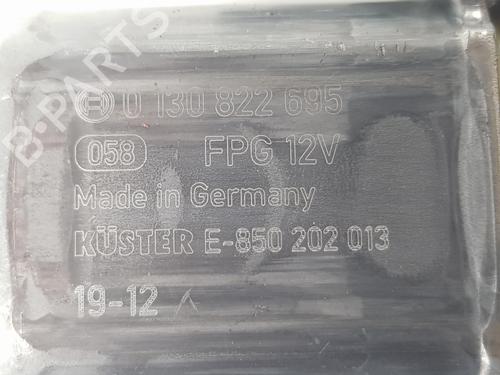 0 130 822 695
058 FPG 12V
Made in Germany
KÜSTER E-850 202 013
19-12
B-PARTS